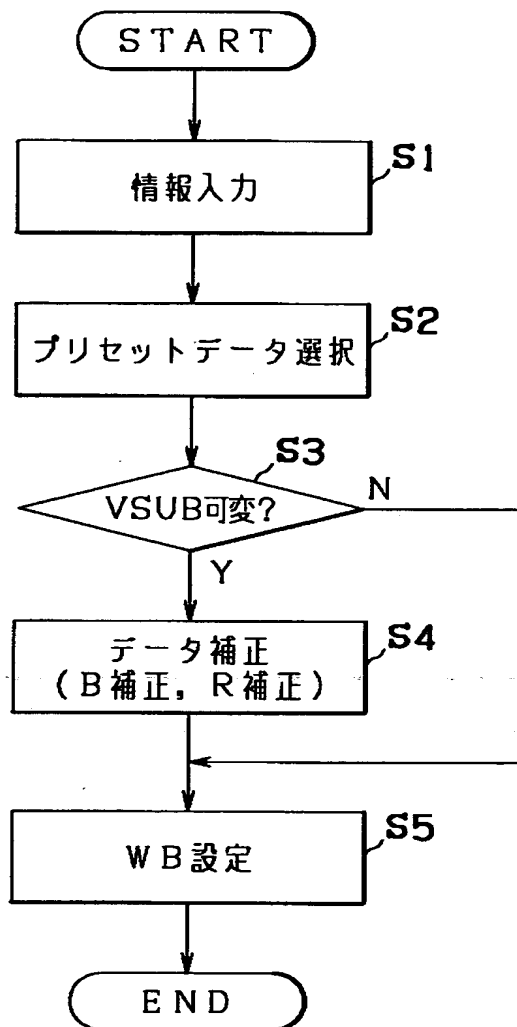 START
S1
情報入力
S2
プリセットデータ選択
S3
VSUB可変?
N
Y
S4
データ補正
(B補正, R補正)
S5
WB設定
END